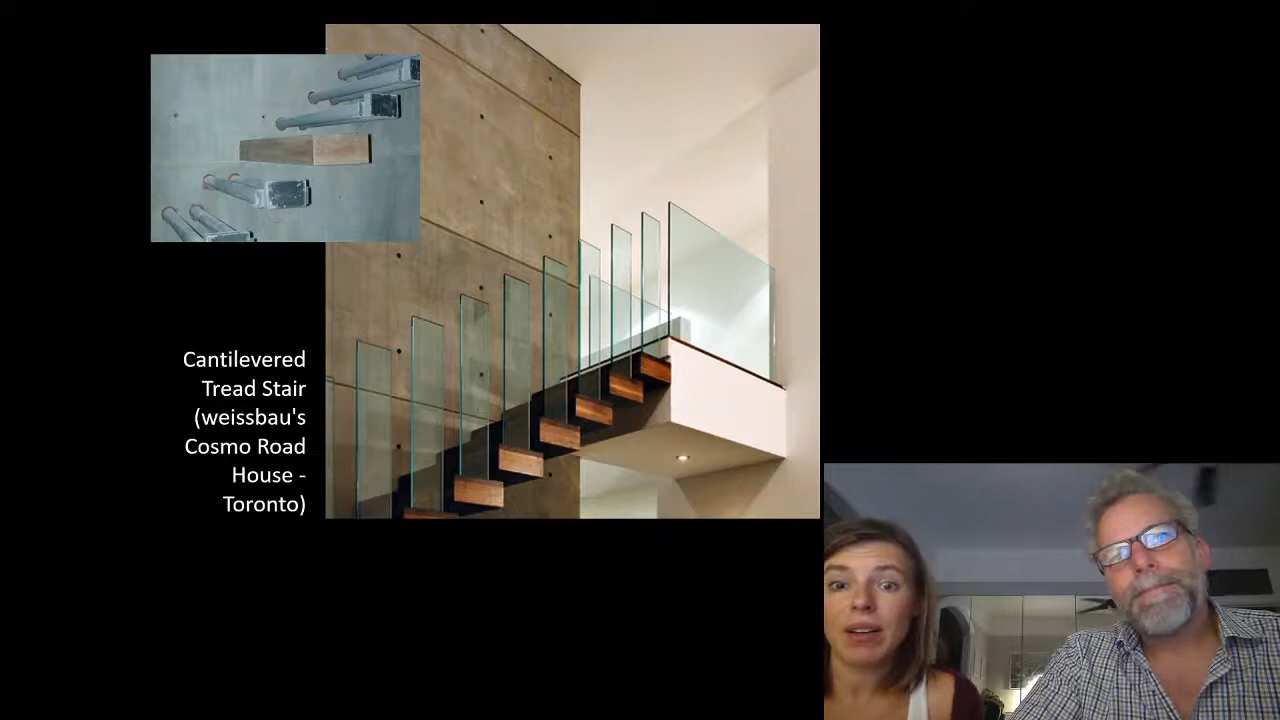 Cantilevered
Tread Stair
(weissbau's
Cosmo Road
House -
Toronto)